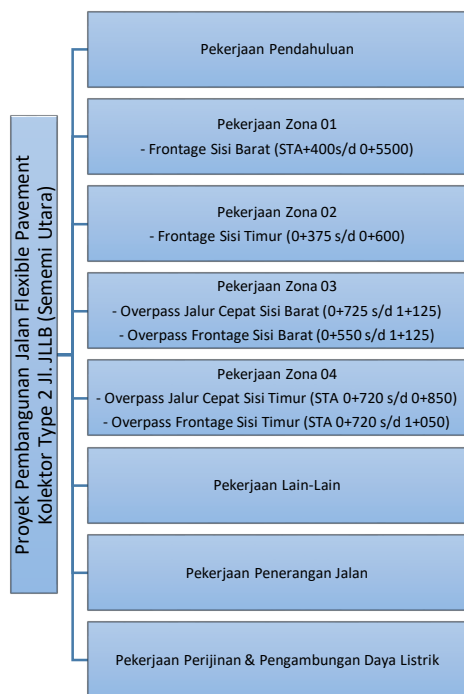 Proyek Pembangunan Jalan Flexible Pavement
Kolektor Type 2 Jl. JLLB (Sememi Utara)
Pekerjaan Pendahuluan
Pekerjaan Zona 01
- Frontage Sisi Barat (STA+400s/d 0+5500)
Pekerjaan Zona 02
- Frontage Sisi Timur (0+375 s/d 0+600)
Pekerjaan Zona 03
- Overpass Jalur Cepat Sisi Barat (0+725 s/d 1+125)
- Overpass Frontage Sisi Barat (0+550 s/d 1+125)
Pekerjaan Zona 04
- Overpass Jalur Cepat Sisi Timur (STA 0+720 s/d 0+850)
- Overpass Frontage Sisi Timur (STA 0+720 s/d 1+050)
Pekerjaan Lain-Lain
Pekerjaan Penerangan Jalan
Pekerjaan Perijinan & Pengambungan Daya Listrik